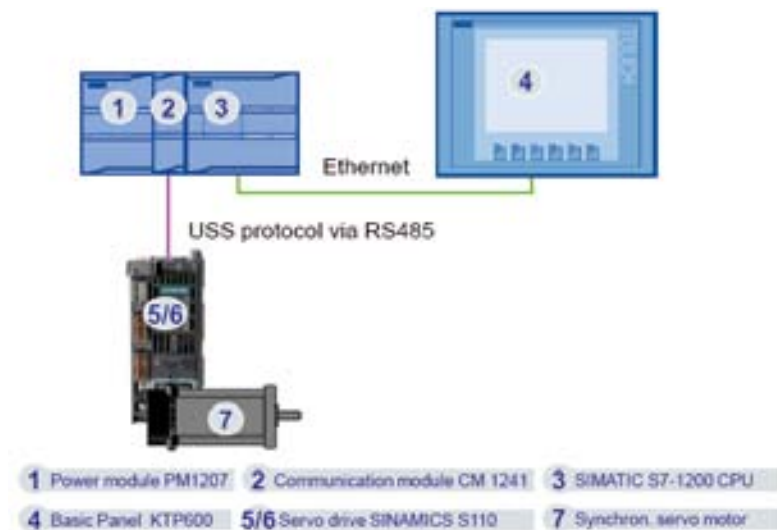 1 2 3
4
Ethernet
USS protocol via RS485
5/6
7
1 Power module PM1207 2 Communication module CM 1241 3 SIMATIC S7-1200 CPU
4 Basic Panel KTP600 5/6 Servo drive SINAMICS S110 7 Synchron. servo motor